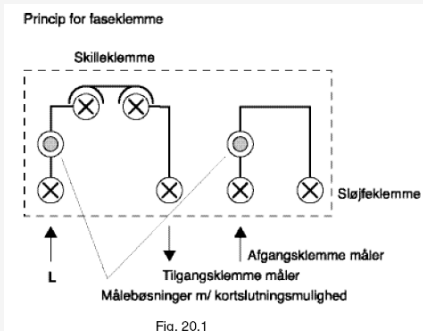 Princip for faseklemme
Skilleklemme
Sløjfeklemme
Afgangsklemme måler
L
Tilgangsklemme måler
Målebøsninger m/ kortslutningsmulighed
Fig. 20.1